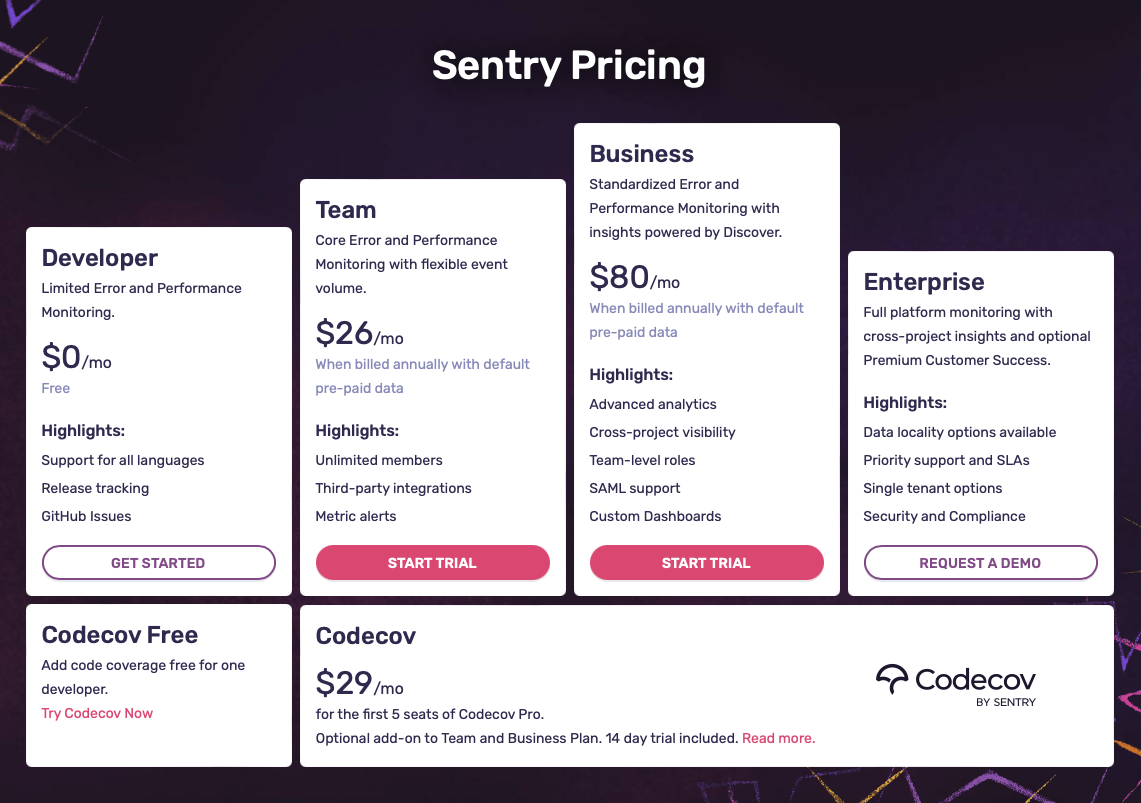 Sentry Pricing
Developer
Limited Error and Performance
Monitoring.
$0/mo
Free
Highlights:
Support for all languages
Release tracking
GitHub Issues
GET STARTED
Team
Core Error and Performance
Monitoring with flexible event
volume.
$26/mo
When billed annually with default
pre-paid data
Highlights:
Unlimited members
Third-party integrations
Metric alerts
START TRIAL
Business
Standardized Error and
Performance Monitoring with
insights powered by Discover.
$80/mo
When billed annually with default
pre-paid data
Highlights:
Advanced analytics
Cross-project visibility
Team-level roles
SAML support
Custom Dashboards
START TRIAL
Enterprise
Full platform monitoring with
cross-project insights and optional
Premium Customer Success.
Highlights:
Data locality options available
Priority support and SLAs
Single tenant options
Security and Compliance
REQUEST A DEMO
Codecov Free
Add code coverage free for one
developer.
Try Codecov Now
Codecov
$29/mo
for the first 5 seats of Codecov Pro.
Optional add-on to Team and Business Plan. 14 day trial included. Read more.
Codecov
BY SENTRY